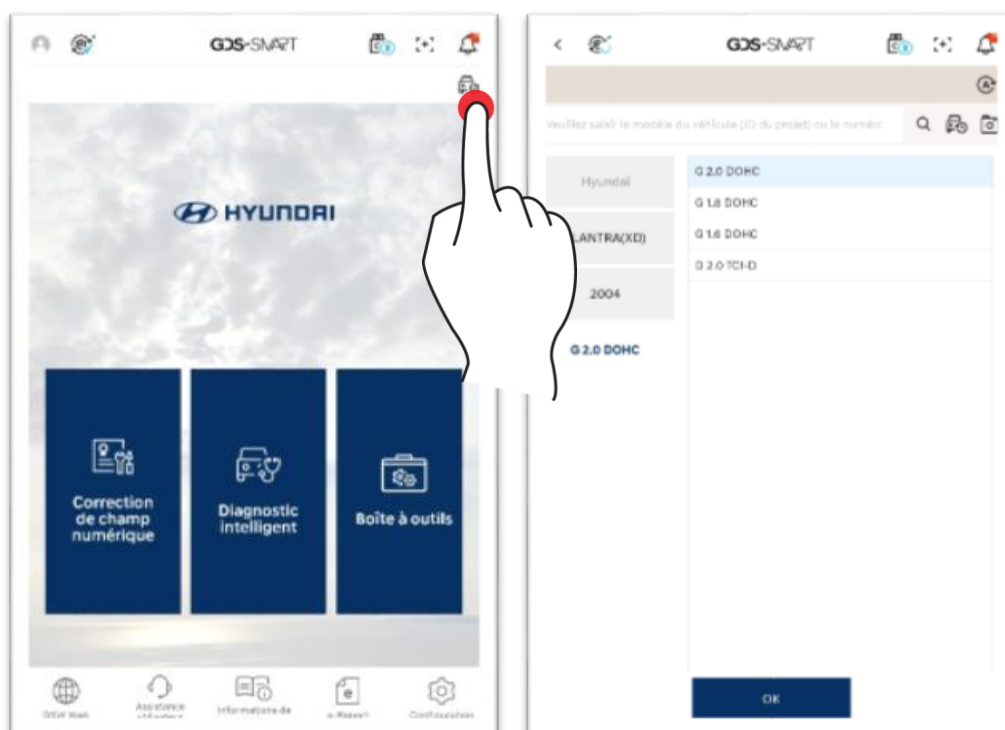 GDS-SMART
HYUNDAI
Correction
de champ
numérique
Diagnostic
intelligent
Boîte à outils
Assistance
Informations de
e-Report
Configuration
GDS-SMART
Veuillez saisir le modèle du véhicule (ID du projet) ou le numéro
Hyundai
LANTRA(XD)
2004
G 2.0 DOHC
G 2.0 DOHC
G 1.8 DOHC
G 1.6 DOHC
D 2.0 TCI-D
OK